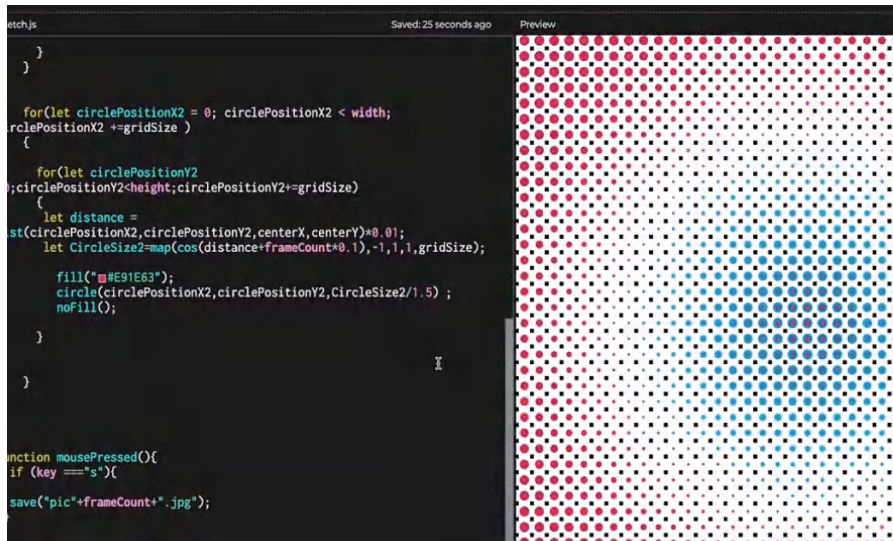 etch.js Saved: 25 seconds ago Preview
}
}
for(let circlePositionX2 = 0; circlePositionX2 < width;
rclePositionX2 +=gridSize )
{
for(let circlePositionY2
);circlePositionY2<height;circlePositionY2+=gridSize)
{
let distance =
st(circlePositionX2,circlePositionY2,centerX,centerY)*0.01;
let CircleSize2=map(cos(distance+frameCount*0.1),-1,1,1,gridSize);
fill("#E91E63");
circle(circlePositionX2,circlePositionY2,CircleSize2/1.5) ;
noFill();
}
}
unction mousePressed(){
if (key ==="s"){
save("pic"+frameCount+".jpg");